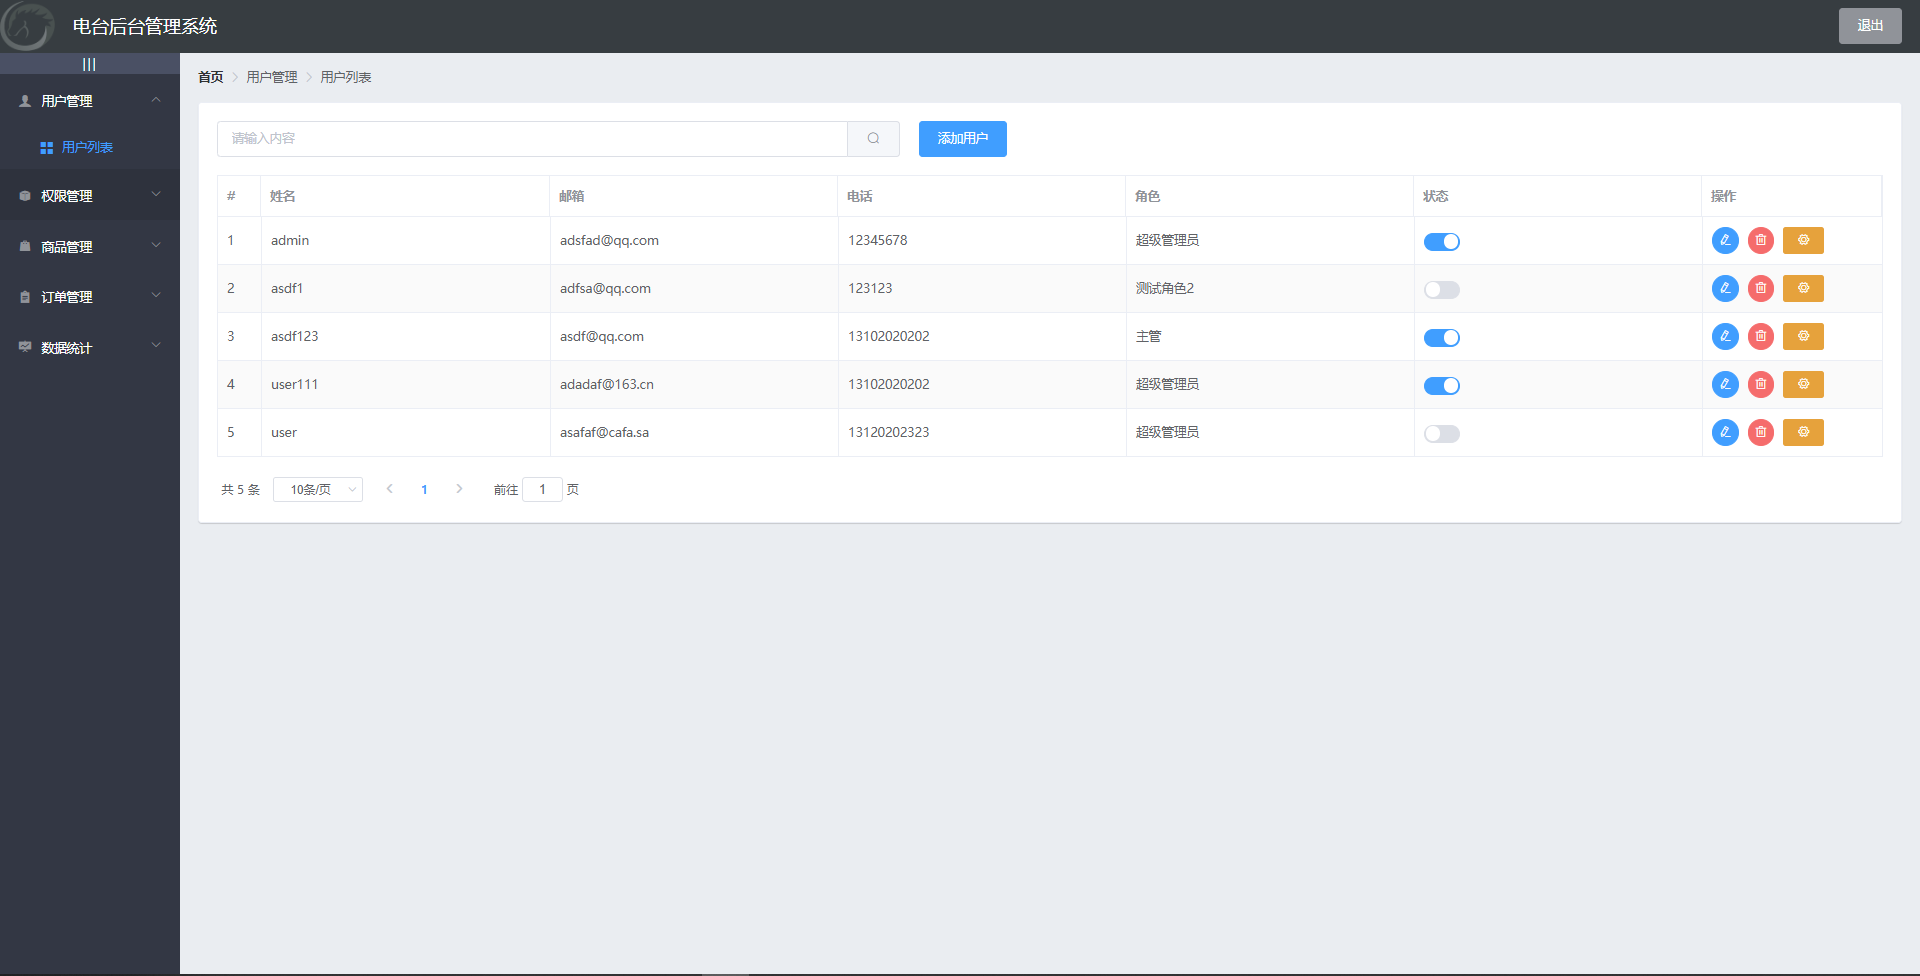 电台后台管理系统
退出
|||
首页 用户管理 用户列表
用户管理
用户列表
权限管理
商品管理
订单管理
数据统计
请输入内容
添加用户
# 姓名 邮箱 电话 角色 状态 操作
1 admin adsfad@qq.com 12345678 超级管理员
2 asdf1 adfsa@qq.com 123123 测试角色2
3 asdf123 asdf@qq.com 13102020202 主管
4 user111 adadaf@163.cn 13102020202 超级管理员
5 user asafaf@cafa.sa 13120202323 超级管理员
共 5 条 10条/页 1 前往 1 页